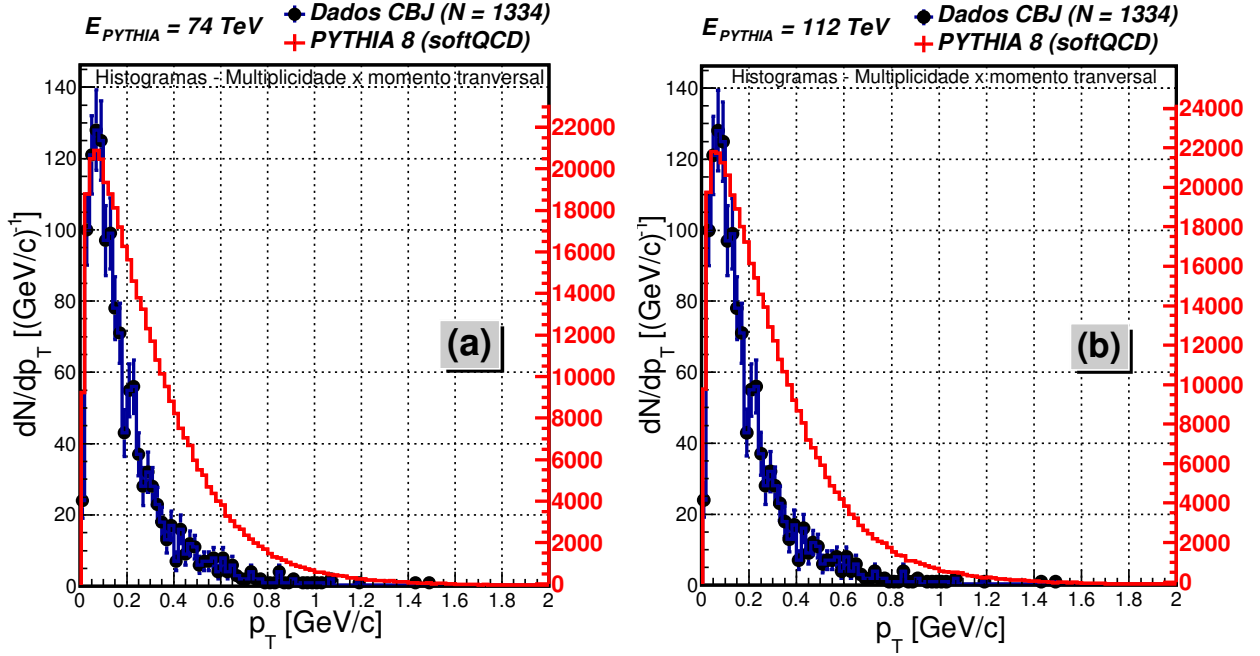 E_PYTHIA = 74 TeV
Dados CBJ (N = 1334)
PYTHIA 8 (softQCD)
Histogramas - Multiplicidade x momento tranversal
140
120
100
80
60
40
20
0
dN/dp_T [(GeV/c)^-1]
22000
20000
18000
16000
14000
12000
10000
8000
6000
4000
2000
0
(a)
0 0.2 0.4 0.6 0.8 1 1.2 1.4 1.6 1.8 2
p_T [GeV/c]
E_PYTHIA = 112 TeV
Dados CBJ (N = 1334)
PYTHIA 8 (softQCD)
Histogramas - Multiplicidade x momento tranversal
140
120
100
80
60
40
20
0
dN/dp_T [(GeV/c)^-1]
24000
22000
20000
18000
16000
14000
12000
10000
8000
6000
4000
2000
0
(b)
0 0.2 0.4 0.6 0.8 1 1.2 1.4 1.6 1.8 2
p_T [GeV/c]